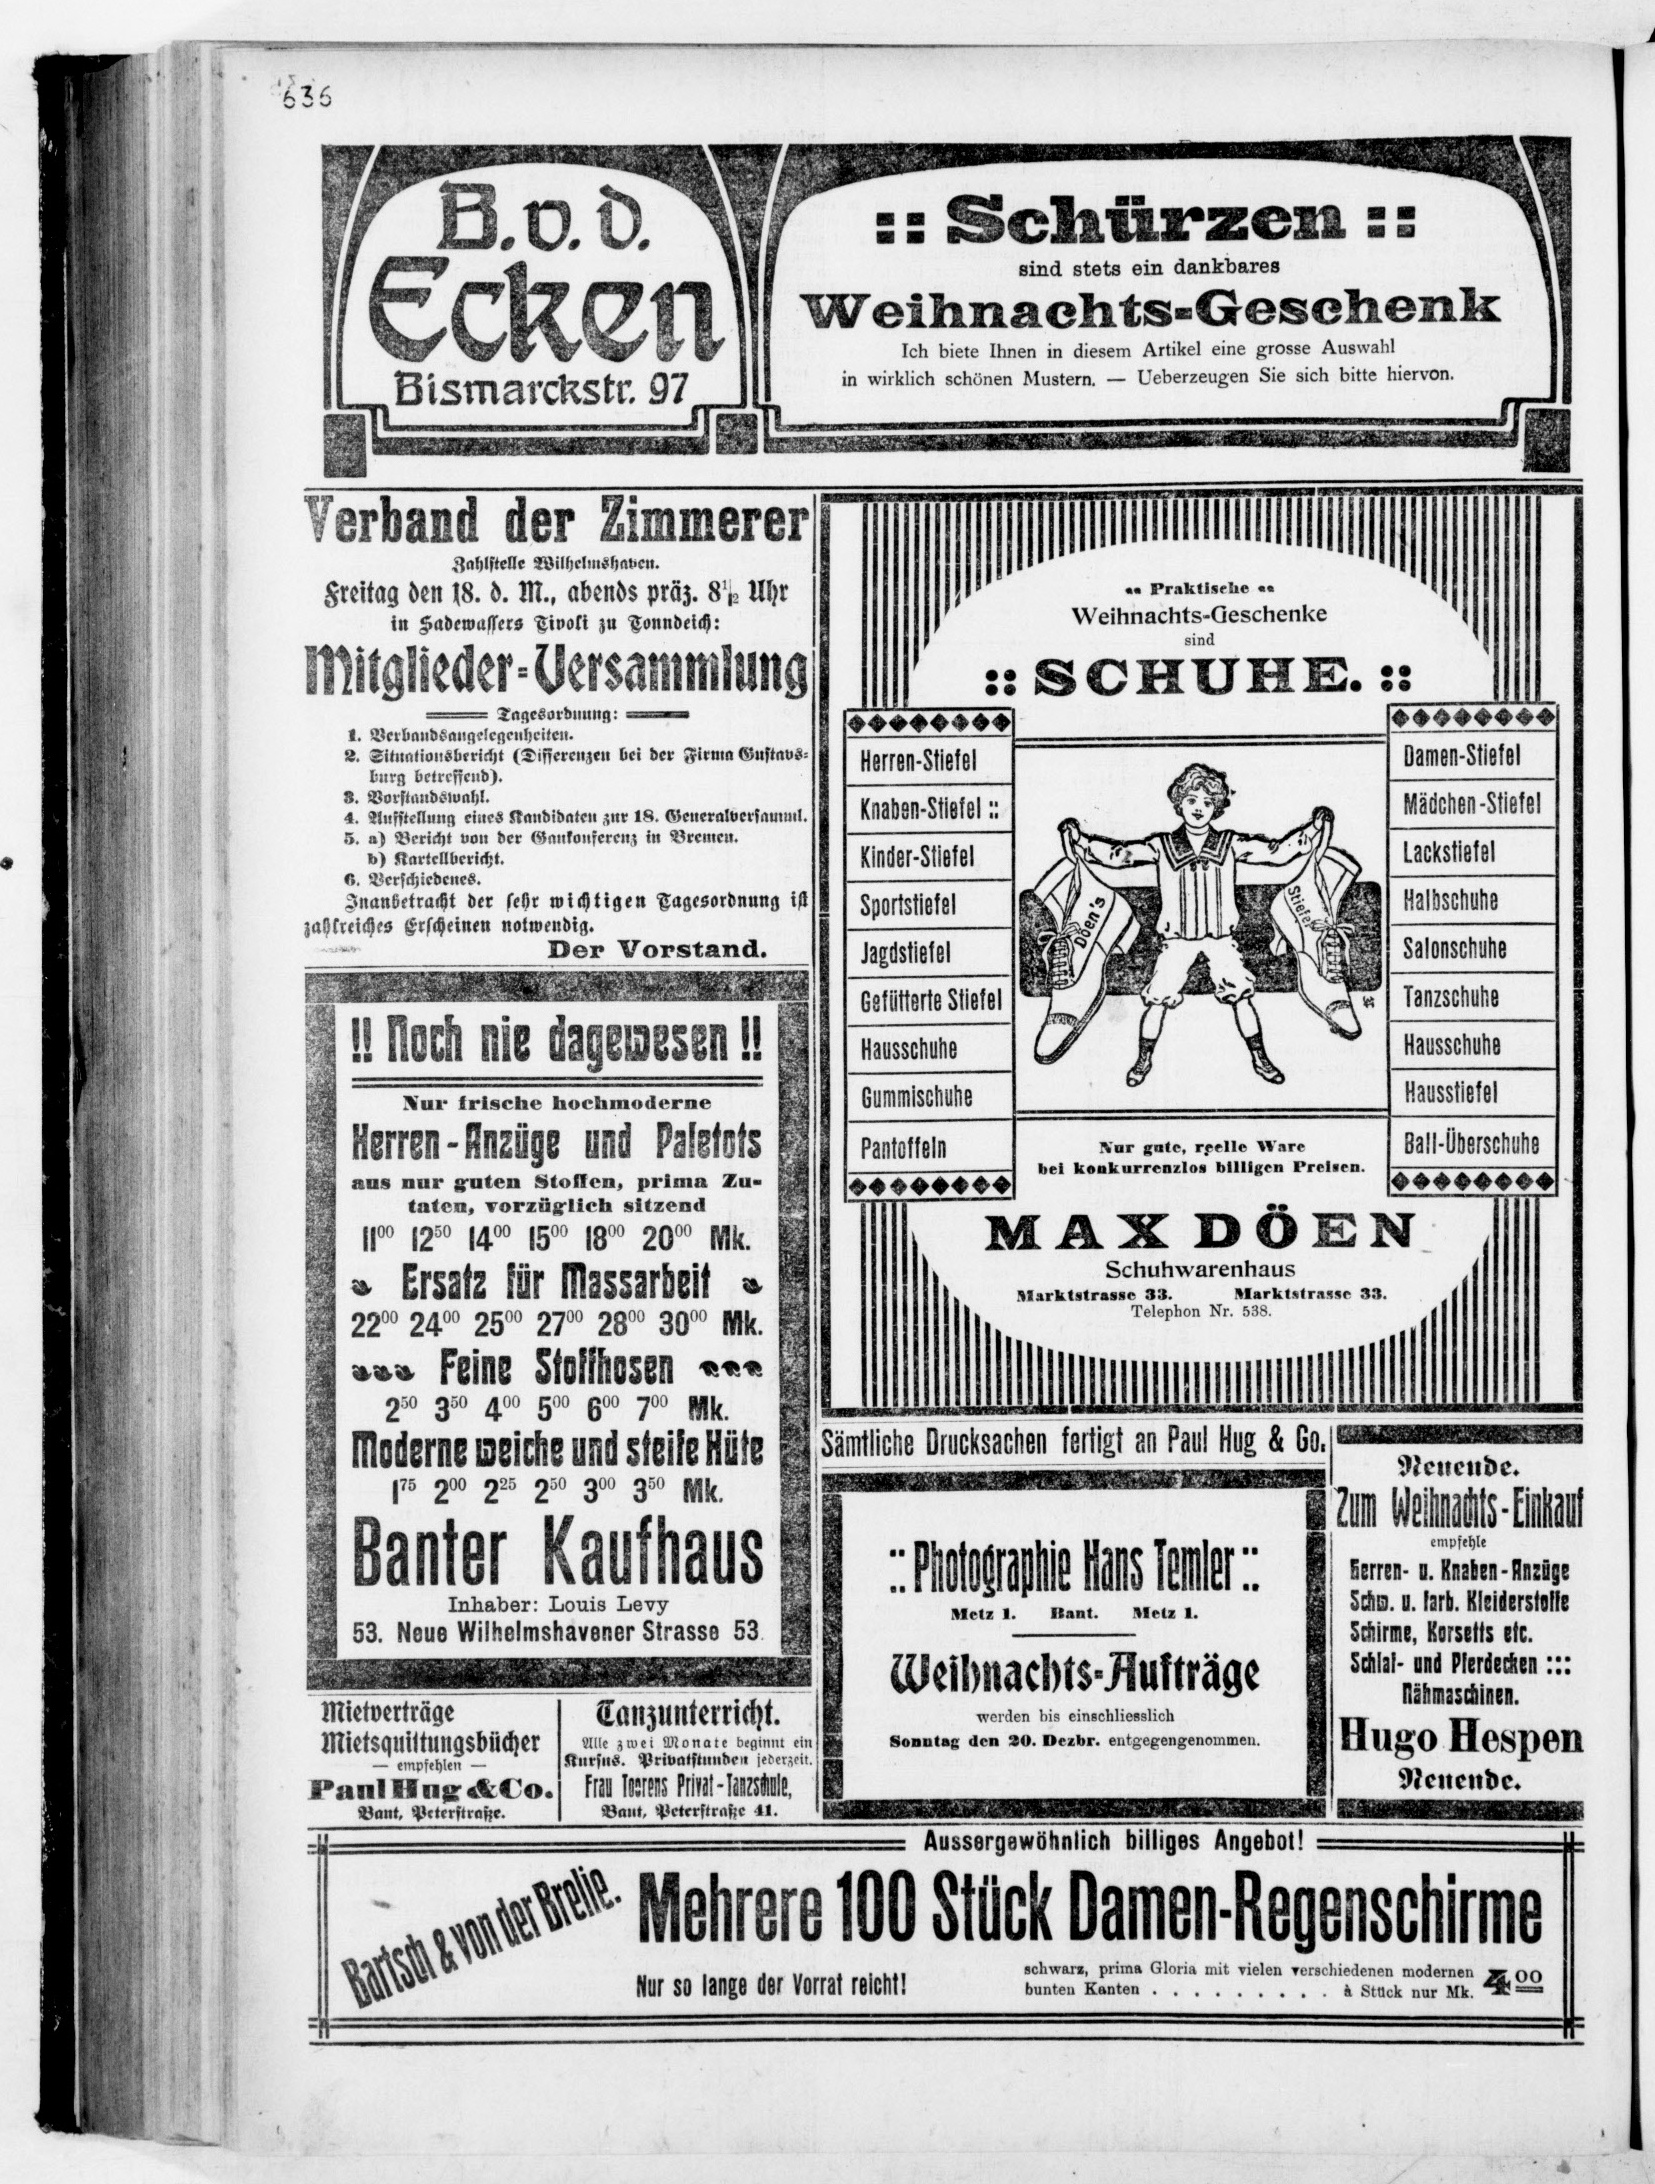 636
B. v. d.
Ecken
Bismarckstr. 97
:: Schürzen ::
sind stets ein dankbares
Weihnachts-Geschenk
Ich biete Ihnen in diesem Artikel eine grosse Auswahl
in wirklich schönen Mustern. — Ueberzeugen Sie sich bitte hiervon.
Verband der Zimmerer
Zahlstelle Wilhelmshaven.
Freitag den 18. d. M., abends präz. 8½ Uhr
in Sadewassers Tivoli zu Tonndeich:
Mitglieder-Versammlung
Tagesordnung:
1. Verbandsangelegenheiten.
2. Situationsbericht (Differenzen bei der Firma Gustavs-
burg betreffend).
3. Vorstandswahl.
4. Aufstellung eines Kandidaten zur 18. Generalversamml.
5. a) Bericht von der Gaukonferenz in Bremen.
b) Kartellbericht.
6. Verschiedenes.
Inanbetracht der sehr wichtigen Tagesordnung ist
zahlreiches Erscheinen notwendig.
Der Vorstand.
!! Noch nie dagewesen !!
Nur frische hochmoderne
Herren-Anzüge und Paletots
aus nur guten Stoffen, prima Zu-
taten, vorzüglich sitzend
11⁰⁰ 12⁵⁰ 14⁰⁰ 15⁰⁰ 18⁰⁰ 20⁰⁰ Mk.
Ersatz für Massarbeit
22⁰⁰ 24⁰⁰ 25⁰⁰ 27⁰⁰ 28⁰⁰ 30⁰⁰ Mk.
Feine Stoffhosen
2⁵⁰ 3⁵⁰ 4⁰⁰ 5⁰⁰ 6⁰⁰ 7⁰⁰ Mk.
Moderne weiche und steife Hüte
1⁷⁵ 2⁰⁰ 2²⁵ 2⁵⁰ 3⁰⁰ 3⁵⁰ Mk.
Banter Kaufhaus
Inhaber: Louis Levy
53. Neue Wilhelmshavener Strasse 53.
Mietverträge
Mietsquittungsbücher
— empfehlen —
Paul Hug & Co.
Bant, Peterstraße.
Tanzunterricht.
Alle zwei Monate beginnt ein
Kursus. Privatstunden jederzeit.
Frau Toerens Privat-Tanzschule,
Bant, Peterstraße 41.
Praktische
Weihnachts-Geschenke
sind
:: SCHUHE. ::
Herren-Stiefel
Knaben-Stiefel ::
Kinder-Stiefel
Sportstiefel
Jagdstiefel
Gefütterte Stiefel
Hausschuhe
Gummischuhe
Pantoffeln
Döen's
Stiefel
Damen-Stiefel
Mädchen-Stiefel
Lackstiefel
Halbschuhe
Salonschuhe
Tanzschuhe
Hausschuhe
Hausstiefel
Ball-Überschuhe
Nur gute, reelle Ware
bei konkurrenzlos billigen Preisen.
MAX DÖEN
Schuhwarenhaus
Marktstrasse 33. Marktstrasse 33.
Telephon Nr. 538.
Sämtliche Drucksachen fertigt an Paul Hug & Co.
:: Photographie Hans Temler ::
Metz 1. Bant. Metz 1.
Weihnachts-Aufträge
werden bis einschliesslich
Sonntag den 20. Dezbr. entgegengenommen.
Neuende.
Zum Weihnachts-Einkauf
empfehle
Herren- u. Knaben-Anzüge
Schw. u. farb. Kleiderstoffe
Schirme, Korsetts etc.
Schlaf- und Pferdecken :::
Nähmaschinen.
Hugo Hespen
Neuende.
Aussergewöhnlich billiges Angebot!
Bartsch & von der Brelie.
Mehrere 100 Stück Damen-Regenschirme
Nur so lange der Vorrat reicht!
schwarz, prima Gloria mit vielen verschiedenen modernen
bunten Kanten . . . . . . . . . à Stück nur Mk. 4⁰⁰